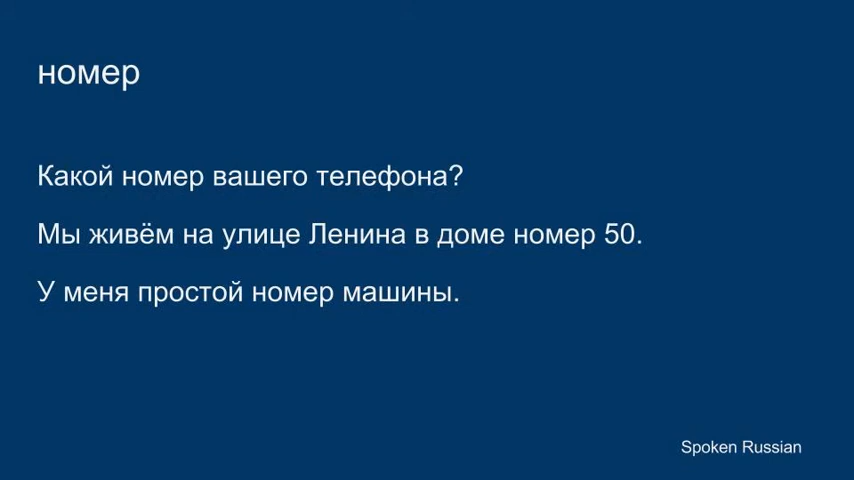 номер
Какой номер вашего телефона?
Мы живём на улице Ленина в доме номер 50.
У меня простой номер машины.
Spoken Russian